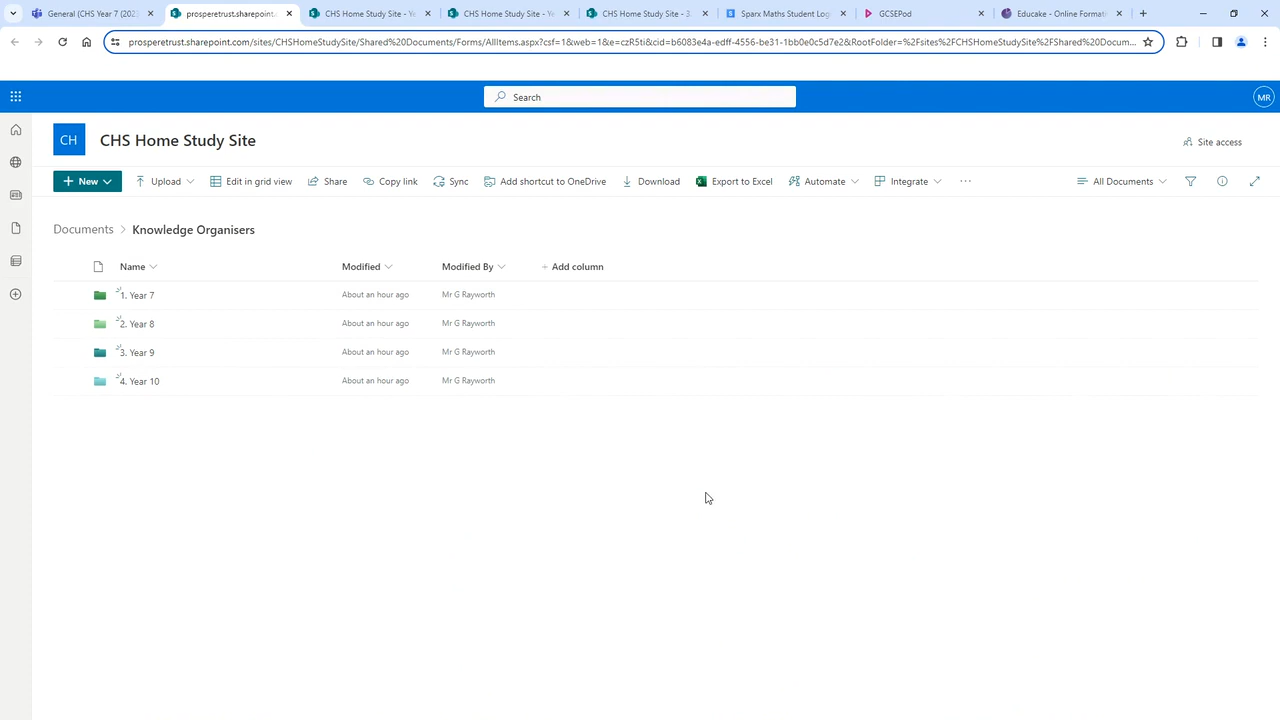 General (CHS Year 7 (202
prosperetrust.sharepoint.c
CHS Home Study Site - Ye
CHS Home Study Site - Ye
CHS Home Study Site - 3.
Sparx Maths Student Logi
GCSEPod
Educake - Online Formati
prosperetrust.sharepoint.com/sites/CHSHomeStudySite/Shared%20Documents/Forms/AllItems.aspx?csf=1&web=1&e=czR5ti&cid=b6083e4a-edff-4556-be31-1bb0e0c5d7e2&RootFolder=%2Fsites%2FCHSHomeStudySite%2FShared%20Docum...
Search
MR
CH CHS Home Study Site
Site access
New Upload Edit in grid view Share Copy link Sync Add shortcut to OneDrive Download Export to Excel Automate Integrate ... All Documents
Documents > Knowledge Organisers
Name Modified Modified By + Add column
1. Year 7 About an hour ago Mr G Rayworth
2. Year 8 About an hour ago Mr G Rayworth
3. Year 9 About an hour ago Mr G Rayworth
4. Year 10 About an hour ago Mr G Rayworth